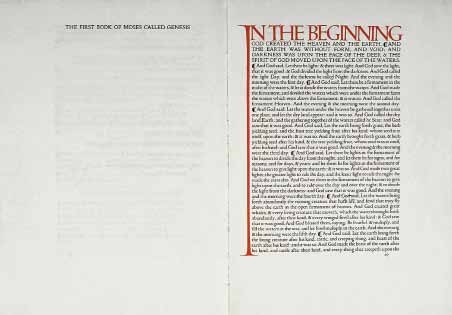 THE FIRST BOOK OF MOSES CALLED GENESIS
IN THE BEGINNING
GOD CREATED THE HEAVEN AND THE EARTH. ¶ AND
THE EARTH WAS WITHOUT FORM, AND VOID; AND
DARKNESS WAS UPON THE FACE OF THE DEEP, & THE
SPIRIT OF GOD MOVED UPON THE FACE OF THE WATERS.
¶ And God said, Let there be light: & there was light. And God saw the light,
that it was good: & God divided the light from the darkness. And God called
the light Day, and the darkness he called Night. And the evening and the
morning were the first day. ¶ And God said, Let there be a firmament in the
midst of the waters, & let it divide the waters from the waters. And God made
the firmament, and divided the waters which were under the firmament from
the waters which were above the firmament: & it was so. And God called the
firmament Heaven. And the evening & the morning were the second day.
¶ And God said, Let the waters under the heaven be gathered together unto
one place, and let the dry land appear: and it was so. And God called the dry
land Earth; and the gathering together of the waters called he Seas: and God
saw that it was good. And God said, Let the earth bring forth grass, the herb
yielding seed, and the fruit tree yielding fruit after his kind, whose seed is in
itself, upon the earth: & it was so. And the earth brought forth grass, & herb
yielding seed after his kind, & the tree yielding fruit, whose seed was in itself,
after his kind: and God saw that it was good. And the evening & the morning
were the third day. ¶ And God said, Let there be lights in the firmament of
the heaven to divide the day from the night; and let them be for signs, and for
seasons, and for days, & years: and let them be for lights in the firmament of
the heaven to give light upon the earth: & it was so. And God made two great
lights; the greater light to rule the day, and the lesser light to rule the night: he
made the stars also. And God set them in the firmament of the heaven to give
light upon the earth, and to rule over the day and over the night, & to divide
the light from the darkness: and God saw that it was good. And the evening
and the morning were the fourth day. ¶ And God said, Let the waters bring
forth abundantly the moving creature that hath life, and fowl that may fly
above the earth in the open firmament of heaven. And God created great
whales, & every living creature that moveth, which the waters brought forth
abundantly, after their kind, & every winged fowl after his kind: & God saw
that it was good. And God blessed them, saying, Be fruitful, & multiply, and
fill the waters in the seas, and let fowl multiply in the earth. And the evening
& the morning were the fifth day. ¶ And God said, Let the earth bring forth
the living creature after his kind, cattle, and creeping thing, and beast of the
earth after his kind: and it was so. And God made the beast of the earth after
his kind, and cattle after their kind, and every thing that creepeth upon the